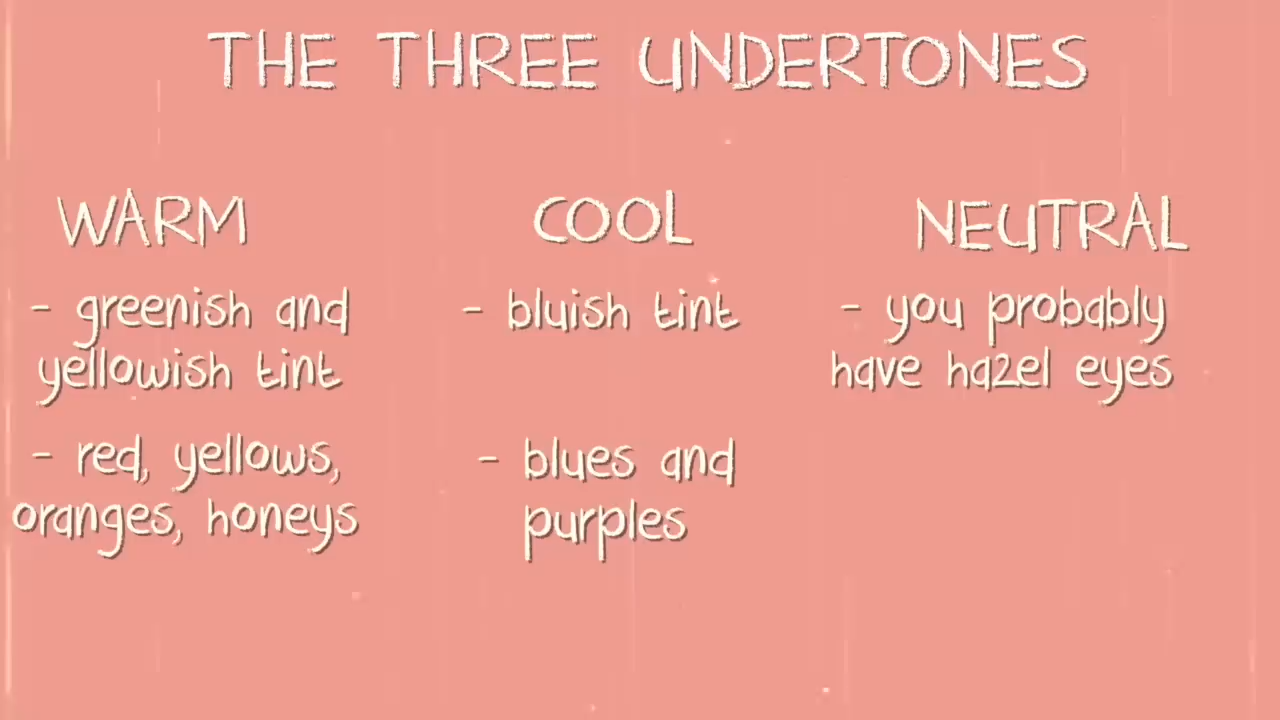 THE THREE UNDERTONES
WARM
- greenish and
yellowish tint
- red, yellows,
oranges, honeys
COOL
- bluish tint
- blues and
purples
NEUTRAL
- you probably
have hazel eyes